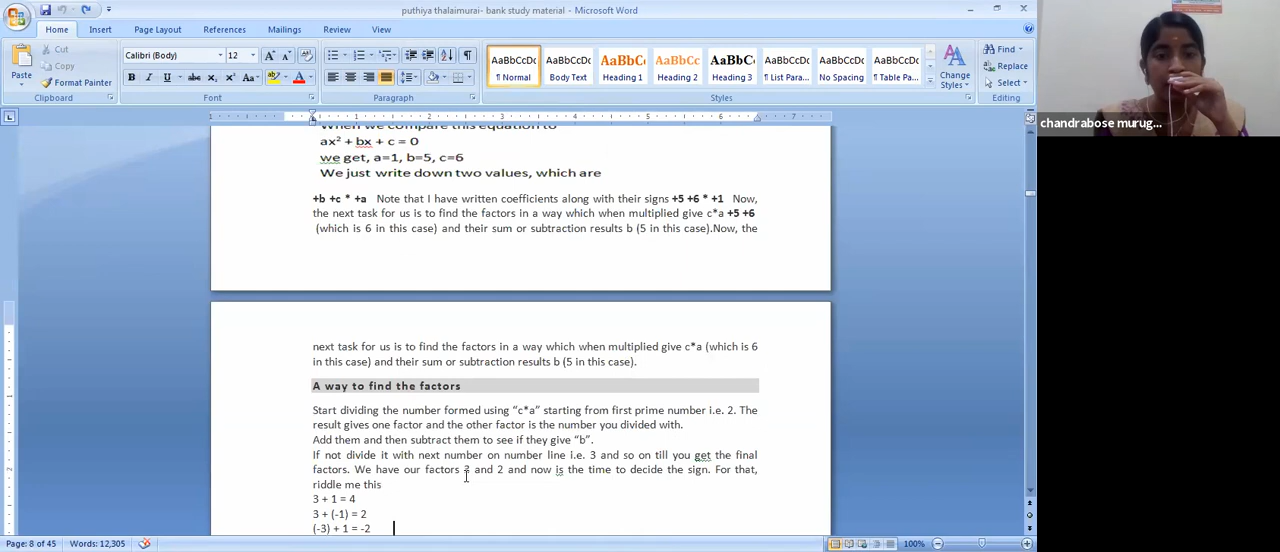 puthiya thalaimurai- bank study material - Microsoft Word
Home Insert Page Layout References Mailings Review View
Cut
Copy
Paste
Format Painter
Clipboard
Calibri (Body) 12
Font
Paragraph
AaBbCcDc AaBbCcDc AaBbC AaBbCc AaBbCc AaBbCcDc AaBbCcDc AaBbCcDc
¶ Normal Body Text Heading 1 Heading 2 Heading 3 ¶ List Para... ¶ No Spacing ¶ Table Pa...
Styles
Change
Styles
Find
Replace
Select
Editing
chandrabose murug...
When we compare this equation to
ax² + bx + c = 0
we get, a=1, b=5, c=6
We just write down two values, which are
+b +c * +a Note that I have written coefficients along with their signs +5 +6 * +1 Now,
the next task for us is to find the factors in a way which when multiplied give c*a +5 +6
(which is 6 in this case) and their sum or subtraction results b (5 in this case).Now, the
next task for us is to find the factors in a way which when multiplied give c*a (which is 6
in this case) and their sum or subtraction results b (5 in this case).
A way to find the factors
Start dividing the number formed using “c*a” starting from first prime number i.e. 2. The
result gives one factor and the other factor is the number you divided with.
Add them and then subtract them to see if they give “b”.
If not divide it with next number on number line i.e. 3 and so on till you get the final
factors. We have our factors 3 and 2 and now is the time to decide the sign. For that,
riddle me this
3 + 1 = 4
3 + (-1) = 2
(-3) + 1 = -2
Page: 8 of 45 Words: 12,305 100%